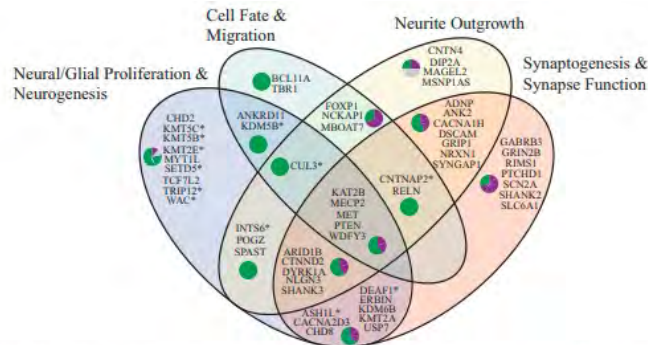 Cell Fate &
Migration
Neurite Outgrowth
Neural/Glial Proliferation &
Neurogenesis
Synaptogenesis &
Synapse Function
BCL11A
TBR1
CNTN4
DIP2A
MAGEL2
MSNP1AS
CHD2
KMT5C*
KMT5B*
KMT2E*
MYT1L
SETD5*
TCF7L2
TRIP12*
WAC*
ANKRD11
KDM5B*
FOXP1
NCKAP1
MBOAT7
ADNP
ANK2
CACNA1H
DSCAM
GRIP1
NRXN1
SYNGAP1
GABRB3
GRIN2B
RIMS1
PTCHD1
SCN2A
SHANK2
SLC6A1
CUL3*
CNTNAP2*
RELN
KAT2B
MECP2
MET
PTEN
WDFY3
INTS6*
POGZ
SPAST
ARID1B
CTNND2
DYRK1A
NLGN3
SHANK3
ASH1L*
CACNA2D3
CHD8
DEAF1*
ERBIN
KDM6B
KMT2A
USP7